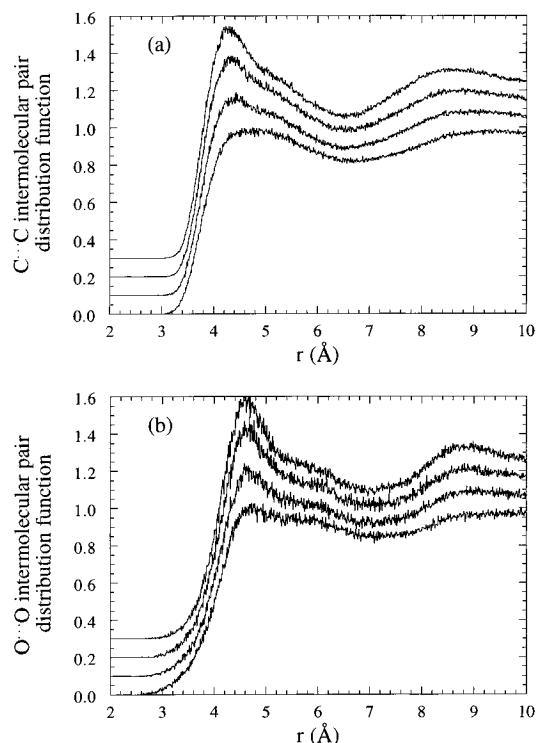 C···C intermolecular pair
distribution function
(a)
1.6
1.4
1.2
1.0
0.8
0.6
0.4
0.2
0.0
2 3 4 5 6 7 8 9 10
r (Å)
O···O intermolecular pair
distribution function
(b)
1.6
1.4
1.2
1.0
0.8
0.6
0.4
0.2
0.0
2 3 4 5 6 7 8 9 10
r (Å)